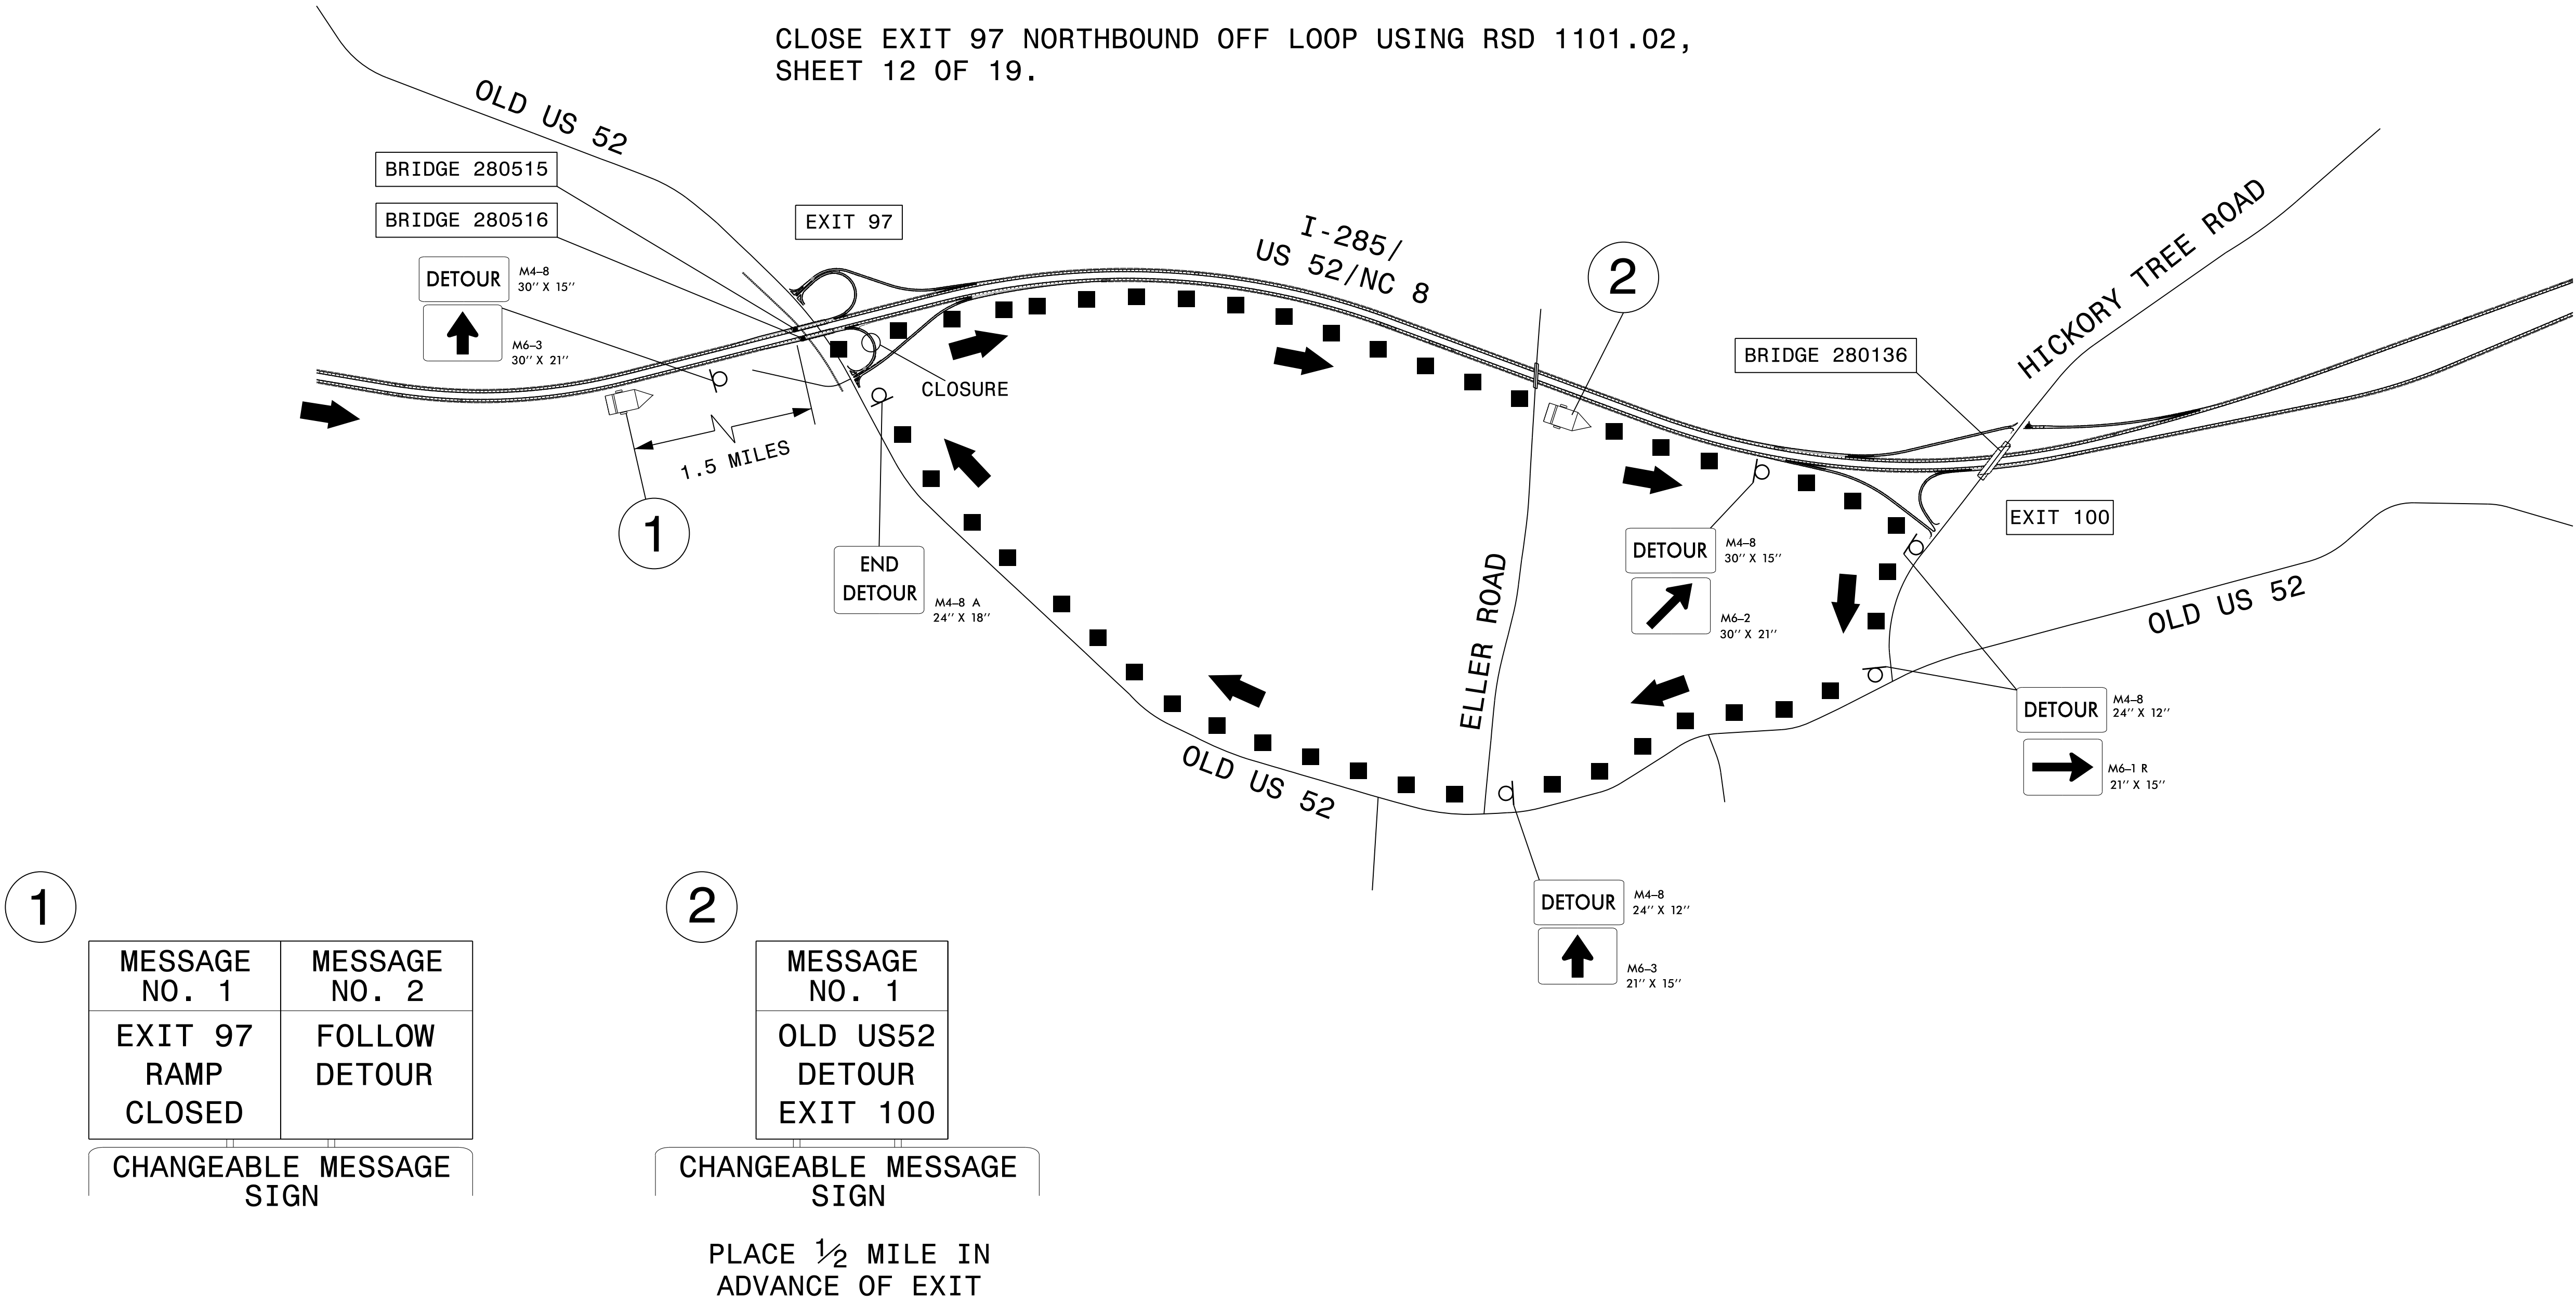 CLOSE EXIT 97 NORTHBOUND OFF LOOP USING RSD 1101.02,
SHEET 12 OF 19.
OLD US 52
BRIDGE 280515
BRIDGE 280516
EXIT 97
DETOUR
M4-8
30'' X 15''
M6-3
30'' X 21''
I-285/
US 52/NC 8
2
HICKORY TREE ROAD
BRIDGE 280136
CLOSURE
1.5 MILES
1
END
DETOUR
M4-8 A
24'' X 18''
EXIT 100
DETOUR
M4-8
30'' X 15''
M6-2
30'' X 21''
ELLER ROAD
OLD US 52
DETOUR
M4-8
24'' X 12''
M6-1 R
21'' X 15''
OLD US 52
DETOUR
M4-8
24'' X 12''
M6-3
21'' X 15''
1
MESSAGE
NO. 1
MESSAGE
NO. 2
EXIT 97
RAMP
CLOSED
FOLLOW
DETOUR
CHANGEABLE MESSAGE
SIGN
2
MESSAGE
NO. 1
OLD US52
DETOUR
EXIT 100
CHANGEABLE MESSAGE
SIGN
PLACE ½ MILE IN
ADVANCE OF EXIT